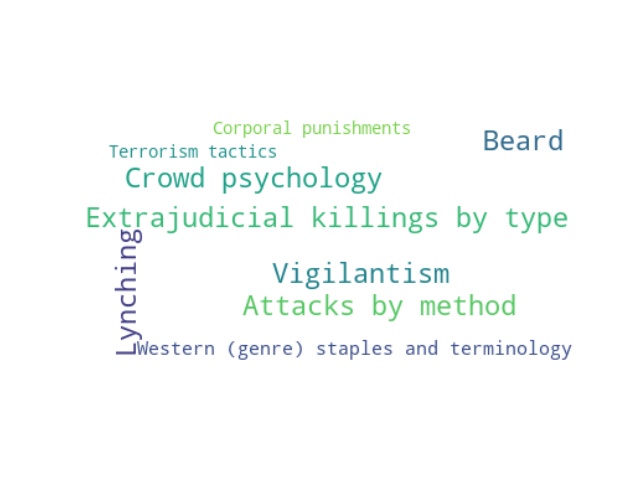 Corporal punishments
Beard
Terrorism tactics
Crowd psychology
Extrajudicial killings by type
Lynching
Vigilantism
Attacks by method
Western (genre) staples and terminology